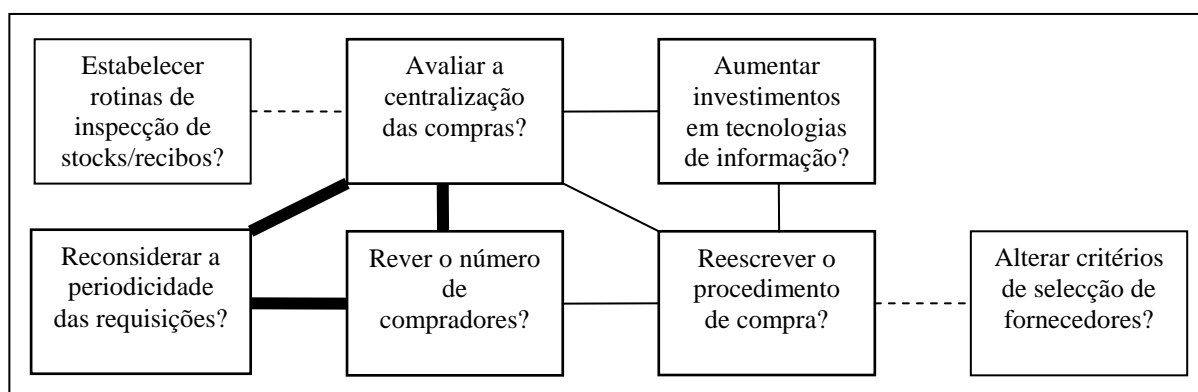 Estabelecer
rotinas de
inspecção de
stocks/recibos?
Avaliar a
centralização
das compras?
Aumentar
investimentos
em tecnologias
de informação?
Reconsiderar a
periodicidade
das requisições?
Rever o número
de
compradores?
Reescrever o
procedimento
de compra?
Alterar critérios
de selecção de
fornecedores?